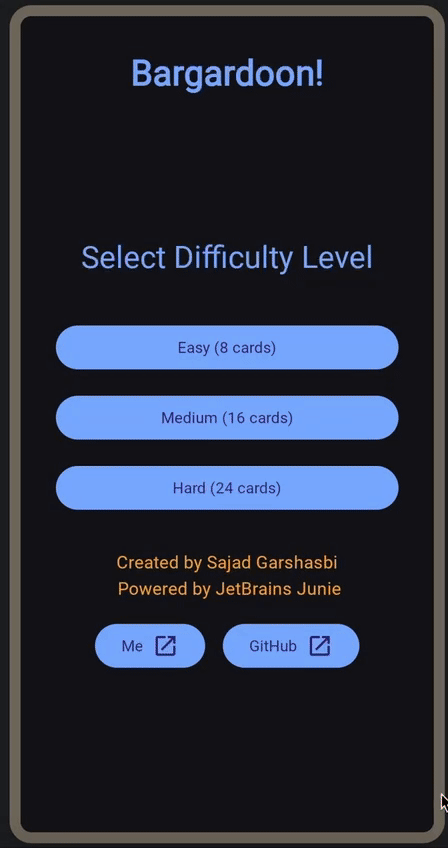 Bargardoon!
Select Difficulty Level
Easy (8 cards)
Medium (16 cards)
Hard (24 cards)
Created by Sajad Garshasbi
Powered by JetBrains Junie
Me
GitHub